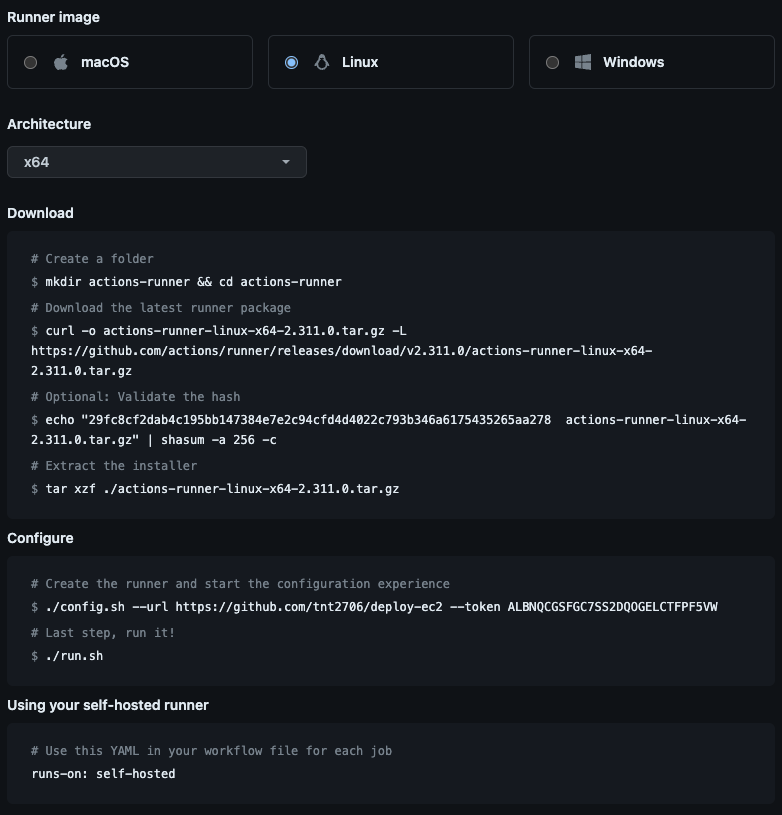 Runner image
macOS
Linux
Windows
Architecture
x64
Download
# Create a folder
$ mkdir actions-runner && cd actions-runner
# Download the latest runner package
$ curl -o actions-runner-linux-x64-2.311.0.tar.gz -L
https://github.com/actions/runner/releases/download/v2.311.0/actions-runner-linux-x64-
2.311.0.tar.gz
# Optional: Validate the hash
$ echo "29fc8cf2dab4c195bb147384e7e2c94cfd4d4022c793b346a6175435265aa278  actions-runner-linux-x64-
2.311.0.tar.gz" | shasum -a 256 -c
# Extract the installer
$ tar xzf ./actions-runner-linux-x64-2.311.0.tar.gz
Configure
# Create the runner and start the configuration experience
$ ./config.sh --url https://github.com/tnt2706/deploy-ec2 --token ALBNQCGSFGC7SS2DQOGELCTFPF5VW
# Last step, run it!
$ ./run.sh
Using your self-hosted runner
# Use this YAML in your workflow file for each job
runs-on: self-hosted